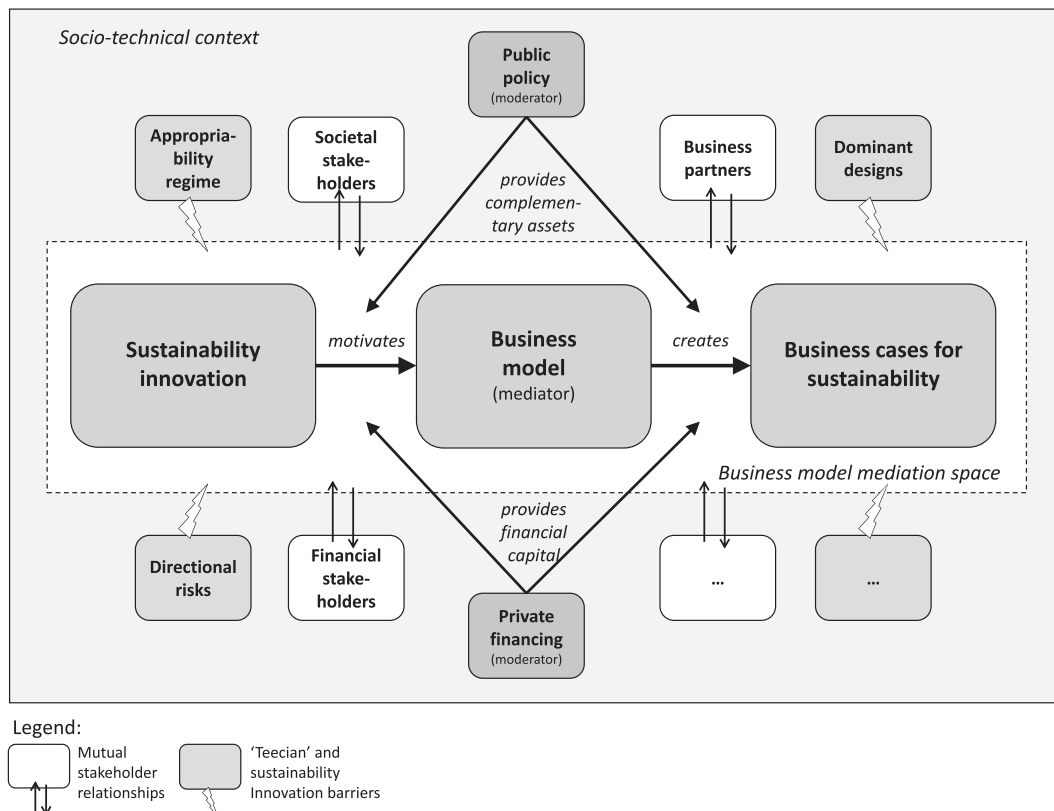 Socio-technical context
Public
policy
(moderator)
Appropria-
bility
regime
Societal
stake-
holders
Business
partners
Dominant
designs
provides
complemen-
tary assets
Sustainability
innovation
motivates
Business
model
(mediator)
creates
Business cases for
sustainability
Business model mediation space
provides
financial
capital
Directional
risks
Financial
stake-
holders
...
...
Private
financing
(moderator)
Legend:
Mutual
stakeholder
relationships
‘Teecian’ and
sustainability
Innovation barriers